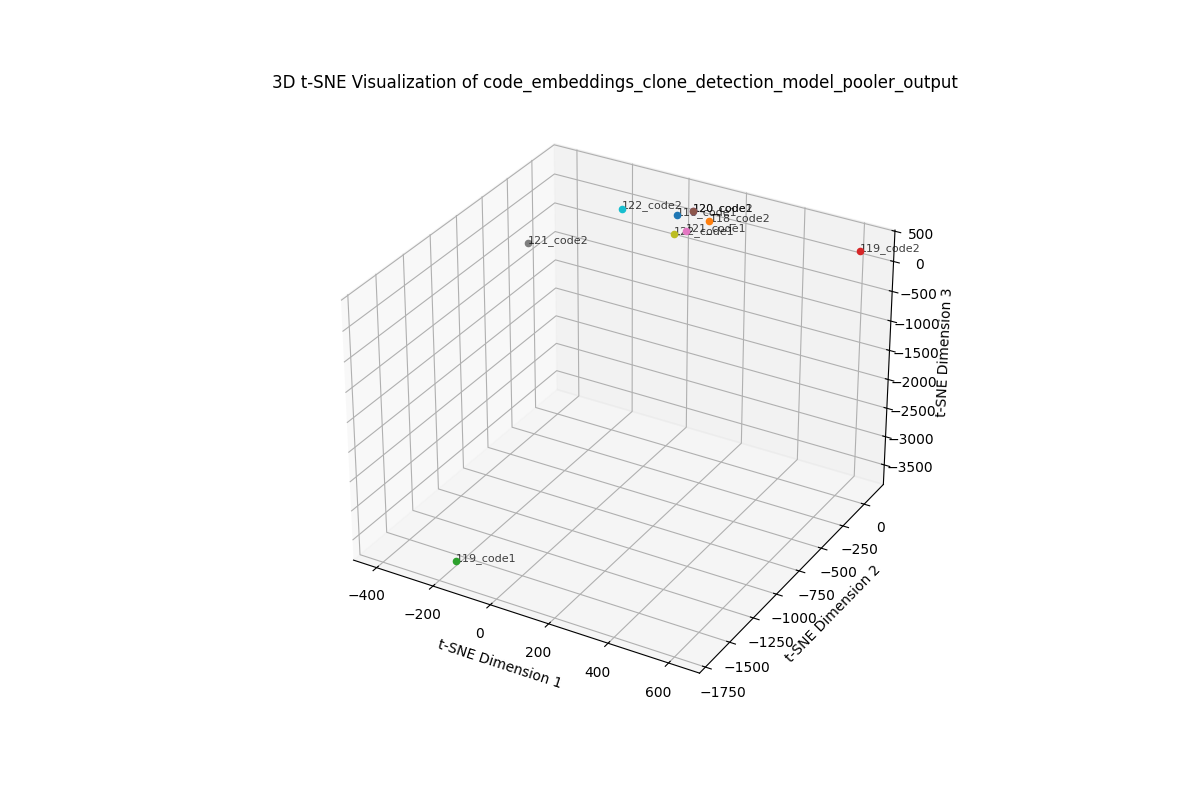 3D t-SNE Visualization of code_embeddings_clone_detection_model_pooler_output
122_code2
120_code2
118_code2
121_code1
122_code1
121_code2
119_code2
119_code1
500
0
−500
−1000
−1500
−2000
−2500
−3000
−3500
t-SNE Dimension 3
0
−250
−500
−750
−1000
−1250
−1500
−1750
t-SNE Dimension 2
−400
−200
0
200
400
600
t-SNE Dimension 1